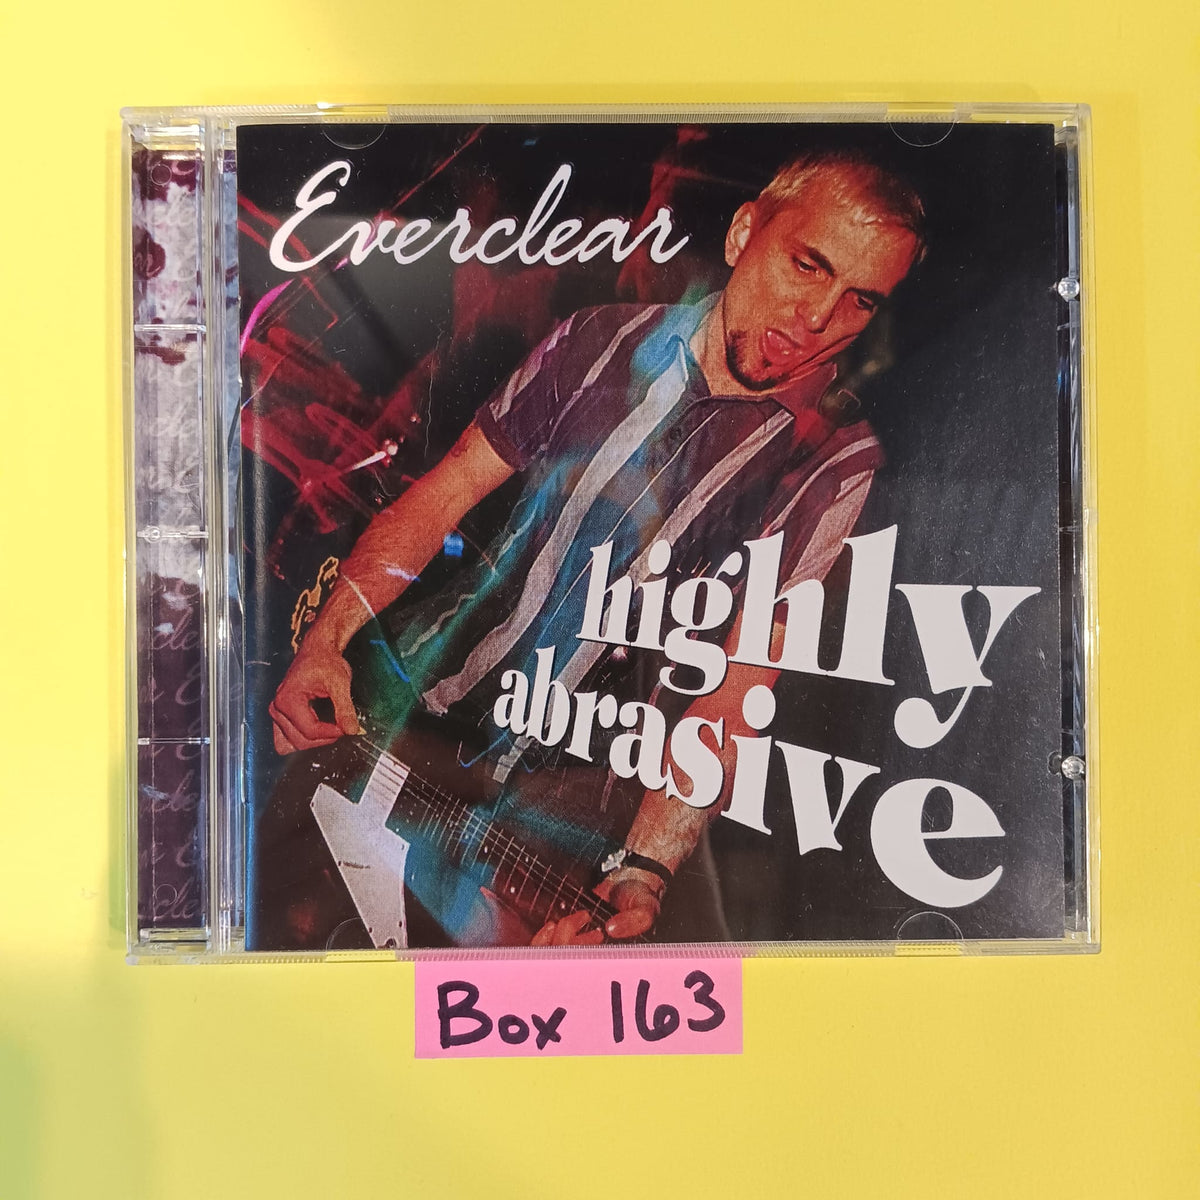 Everclear
highly
abrasive
Box 163